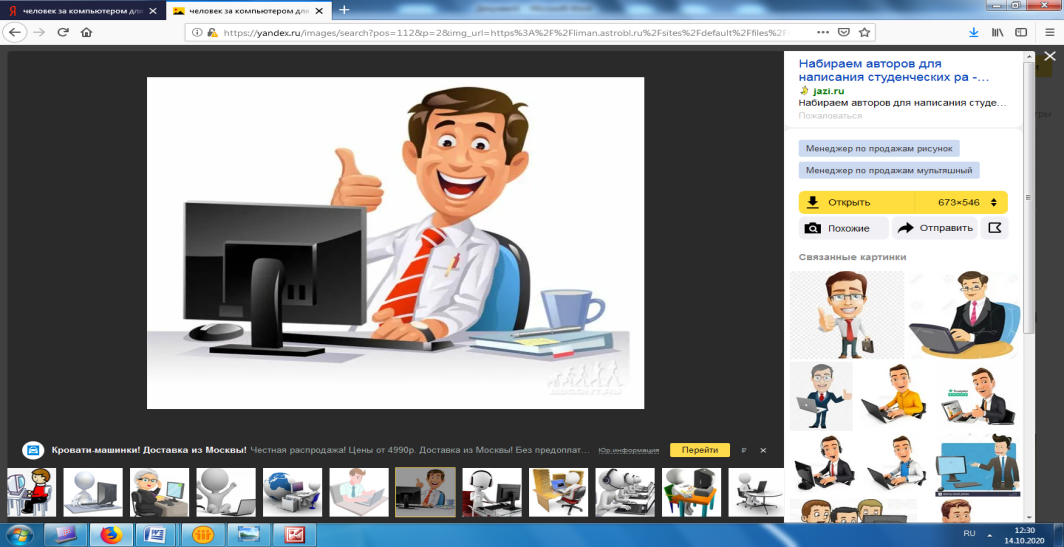 человек за компьютером для
человек за компьютером для
https://yandex.ru/images/search?pos=112&p=2&img_url=https%3A%2F%2Fliman.astrobl.ru%2Fsites%2Fdefault%2Ffiles%2F
Набираем авторов для
написания студенческих ра -...
jazi.ru
Набираем авторов для написания студе...
Пожаловаться
Менеджер по продажам рисунок
Менеджер по продажам мультяшный
Открыть 673×546
Похожие Отправить
Связанные картинки
Кровати-машинки! Доставка из Москвы! Честная распродажа! Цены от 4990р. Доставка из Москвы! Без предоплат... Юр.информация Перейти
RU 12:30
14.10.2020